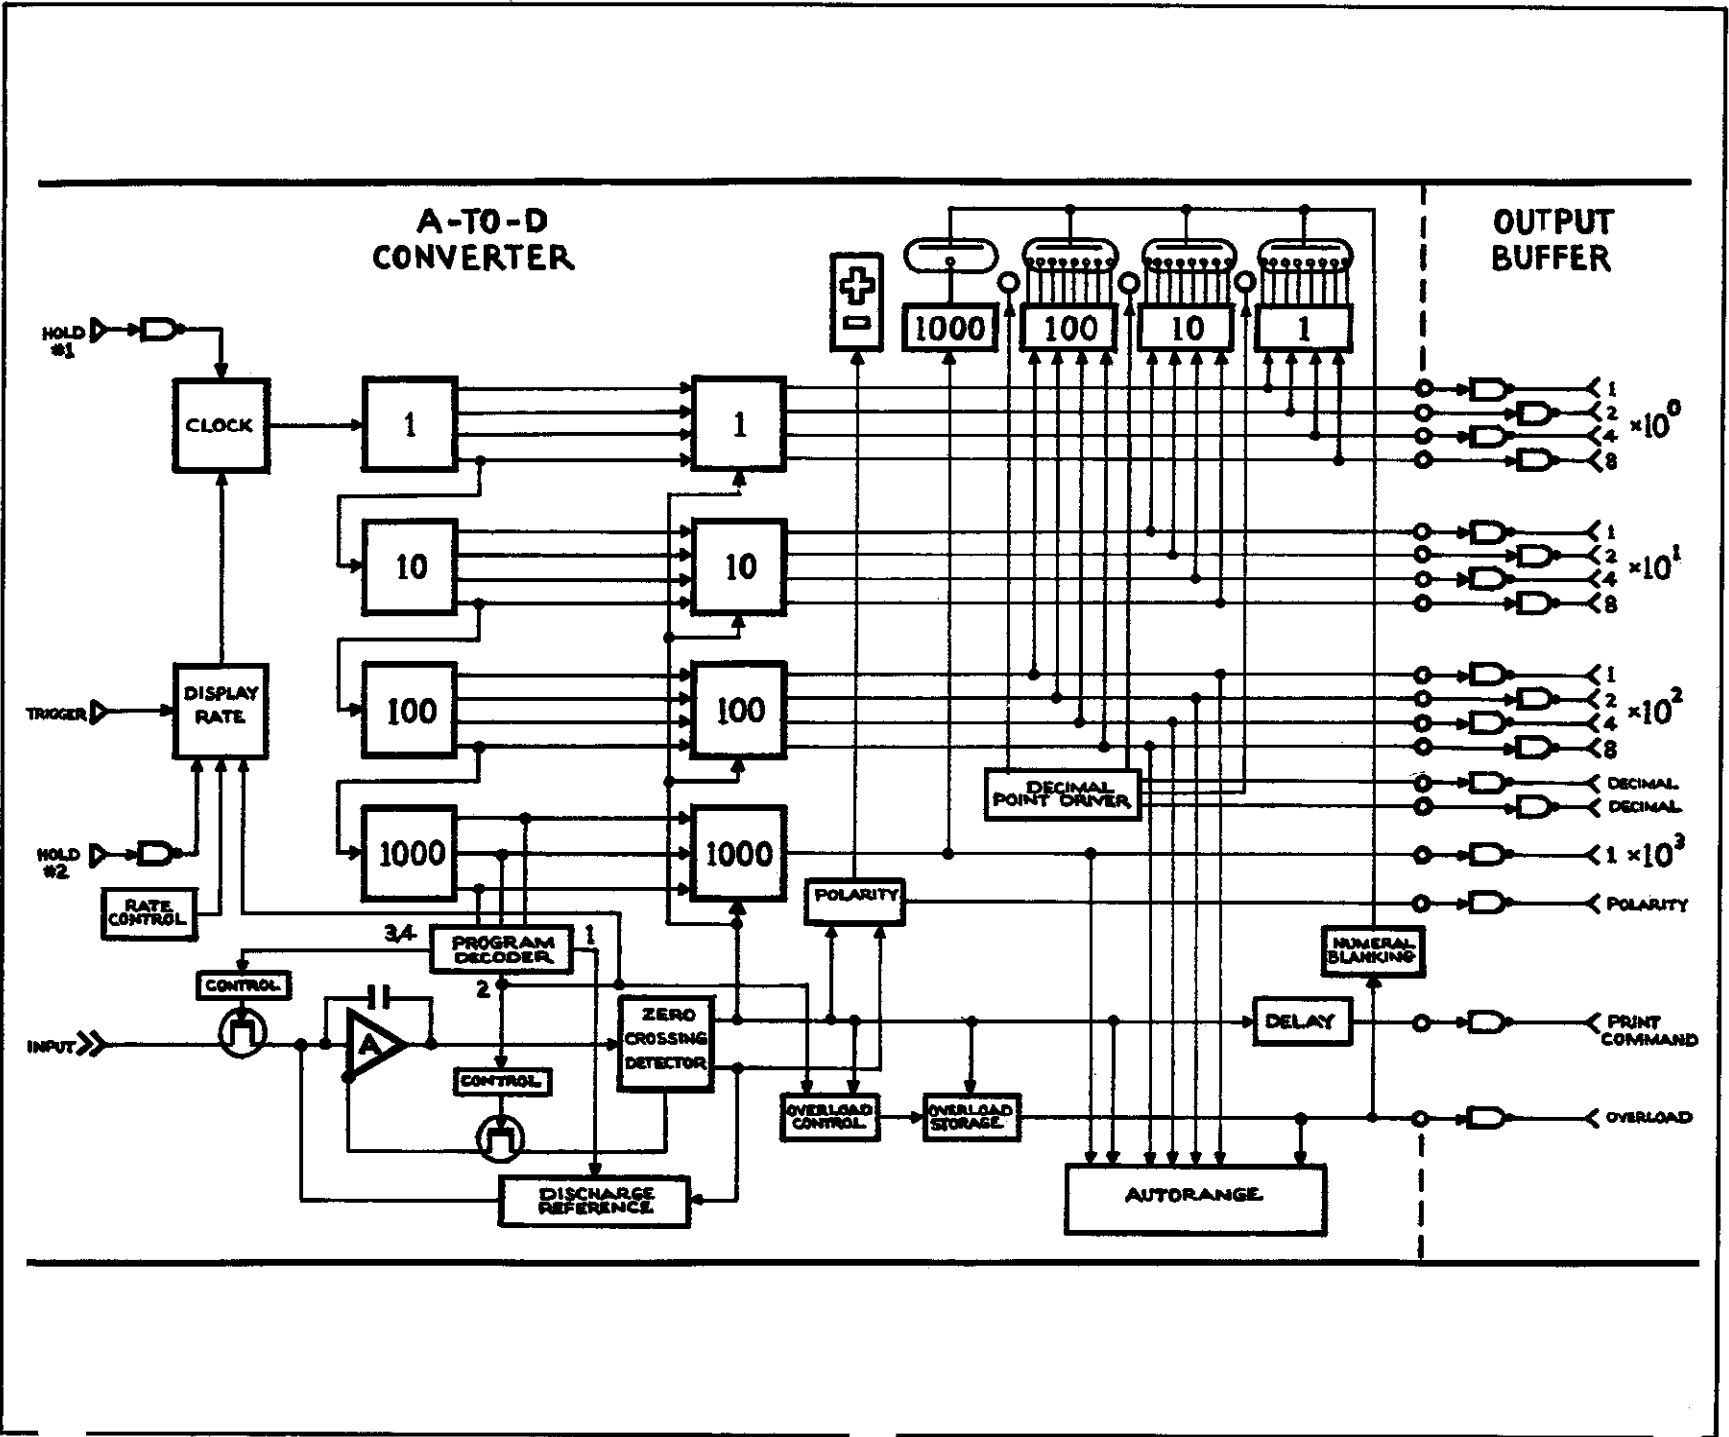 A-TO-D
CONVERTER
OUTPUT
BUFFER
+
-
1000
100
10
1
HOLD
#1
CLOCK
1
1
1
2
4
8
×10⁰
10
10
1
2
4
8
×10¹
TRIGGER
DISPLAY
RATE
100
100
1
2
4
8
×10²
DECIMAL
POINT DRIVER
DECIMAL
DECIMAL
HOLD
#2
1000
1000
1 ×10³
RATE
CONTROL
POLARITY
POLARITY
3,4
PROGRAM
DECODER
1
2
NUMERAL
BLANKING
CONTROL
INPUT
A
ZERO
CROSSING
DETECTOR
DELAY
PRINT
COMMAND
CONTROL
OVERLOAD
CONTROL
OVERLOAD
STORAGE
OVERLOAD
DISCHARGE
REFERENCE
AUTORANGE